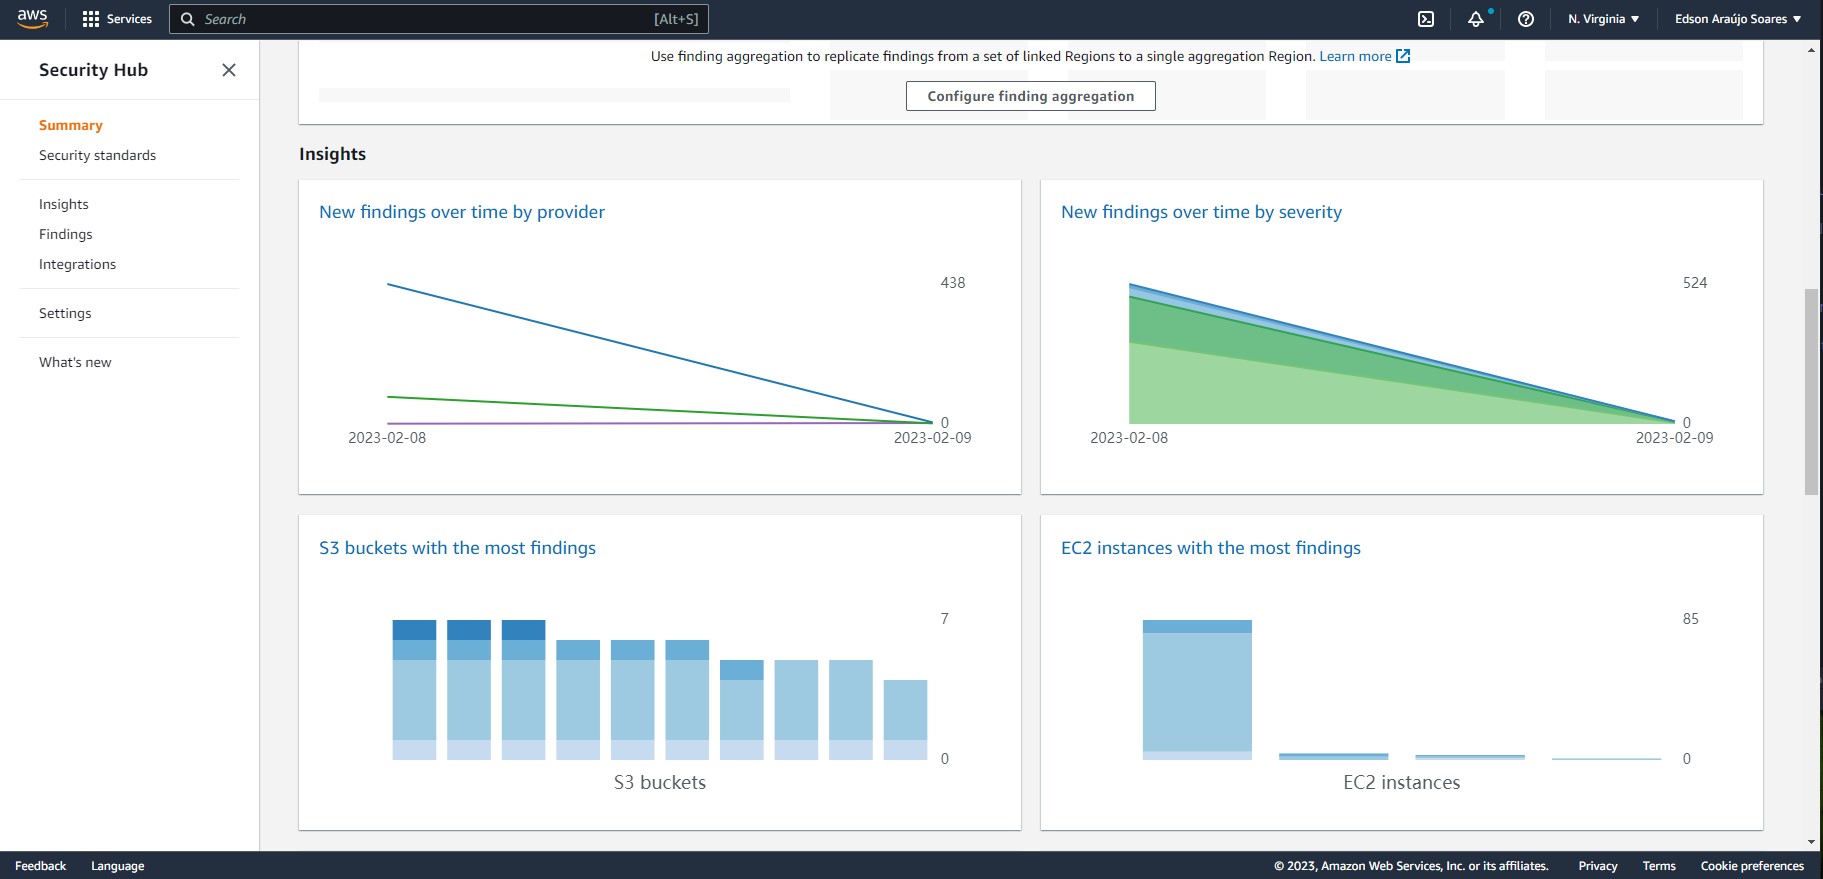 aws
Services
Search
[Alt+S]
N. Virginia
Edson Araújo Soares
Security Hub
Summary
Security standards
Insights
Findings
Integrations
Settings
What's new
Use finding aggregation to replicate findings from a set of linked Regions to a single aggregation Region. Learn more
Configure finding aggregation
Insights
New findings over time by provider
438
0
2023-02-08
2023-02-09
New findings over time by severity
524
0
2023-02-08
2023-02-09
S3 buckets with the most findings
7
0
S3 buckets
EC2 instances with the most findings
85
0
EC2 instances
Feedback
Language
© 2023, Amazon Web Services, Inc. or its affiliates.
Privacy
Terms
Cookie preferences